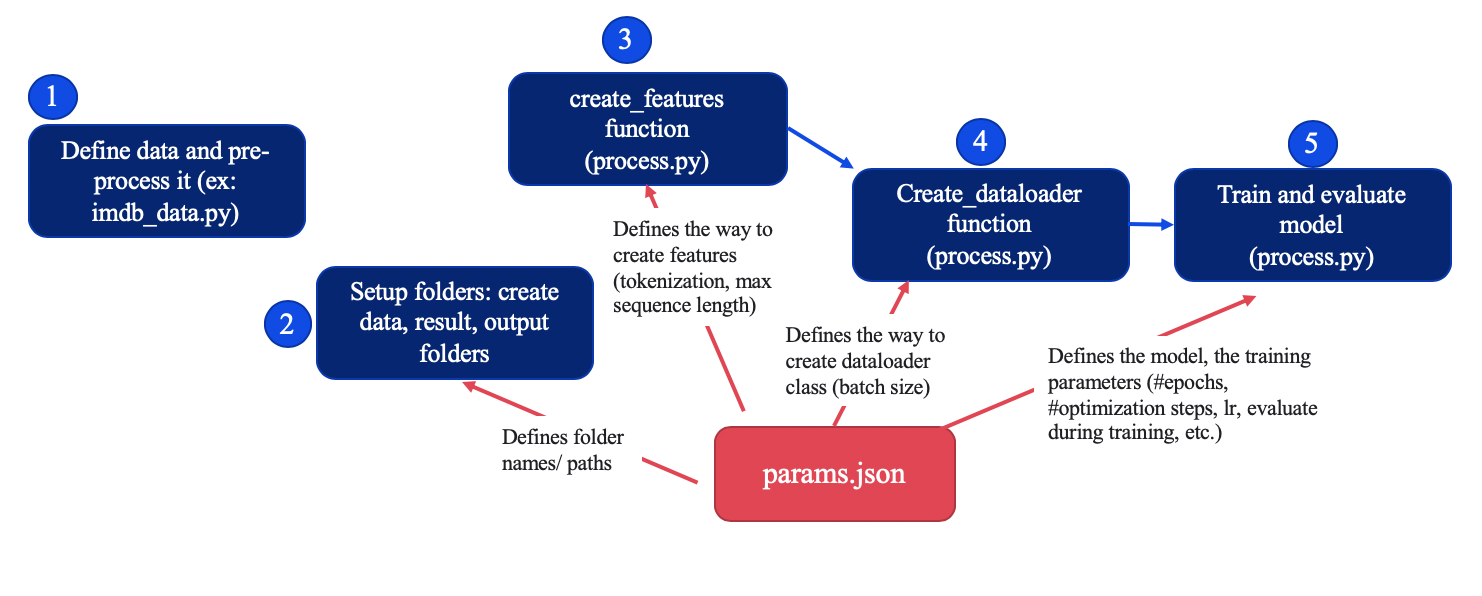 1
Define data and pre-
process it (ex:
imdb_data.py)
2
Setup folders: create
data, result, output
folders
3
create_features
function
(process.py)
4
Create_dataloader
function
(process.py)
5
Train and evaluate
model
(process.py)
Defines the way to
create features
(tokenization, max
sequence length)
Defines the way to
create dataloader
class (batch size)
Defines the model, the training
parameters (#epochs,
#optimization steps, lr, evaluate
during training, etc.)
Defines folder
names/ paths
params.json